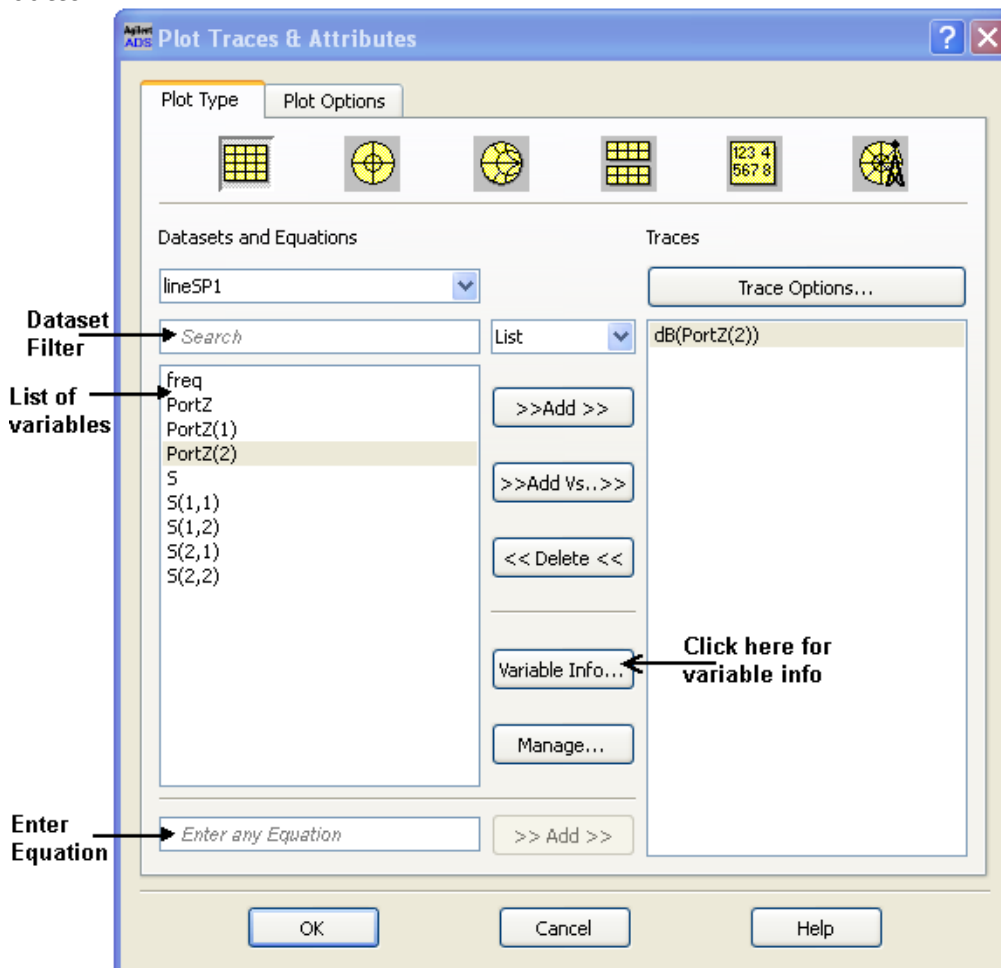 Agilent
ADS Plot Traces & Attributes ?
Plot Type Plot Options
123 4
567 8
Datasets and Equations Traces
lineSP1 Trace Options...
Dataset
Filter
Search List dB(PortZ(2))
List of
variables
freq
PortZ
PortZ(1)
PortZ(2)
S
S(1,1)
S(1,2)
S(2,1)
S(2,2)
>>Add >>
>>Add Vs..>>
<< Delete <<
Variable Info...
Click here for
variable info
Manage...
Enter
Equation
Enter any Equation >> Add >>
OK Cancel Help